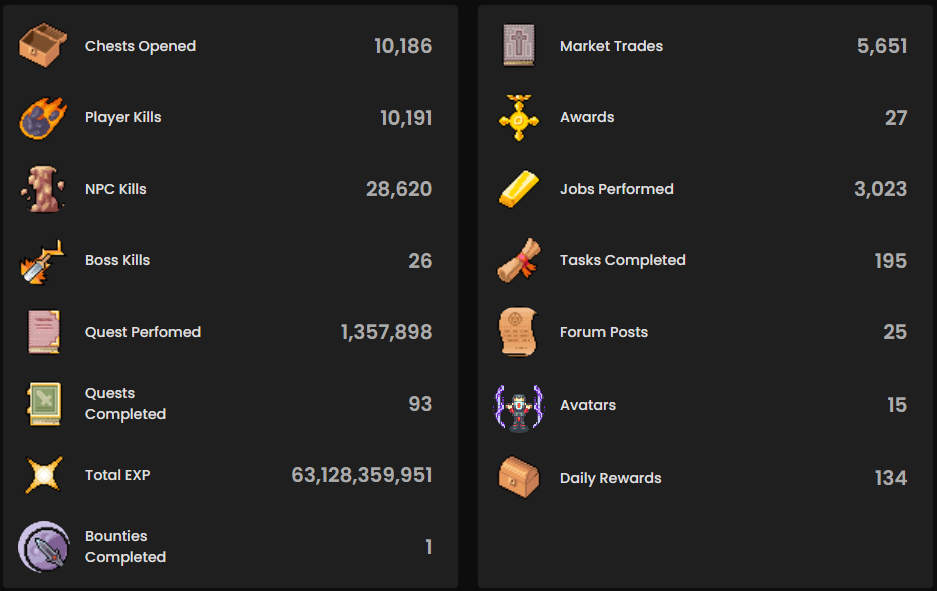 Chests Opened 10,186
Player Kills 10,191
NPC Kills 28,620
Boss Kills 26
Quest Perfomed 1,357,898
Quests
Completed 93
Total EXP 63,128,359,951
Bounties
Completed 1
Market Trades 5,651
Awards 27
Jobs Performed 3,023
Tasks Completed 195
Forum Posts 25
Avatars 15
Daily Rewards 134